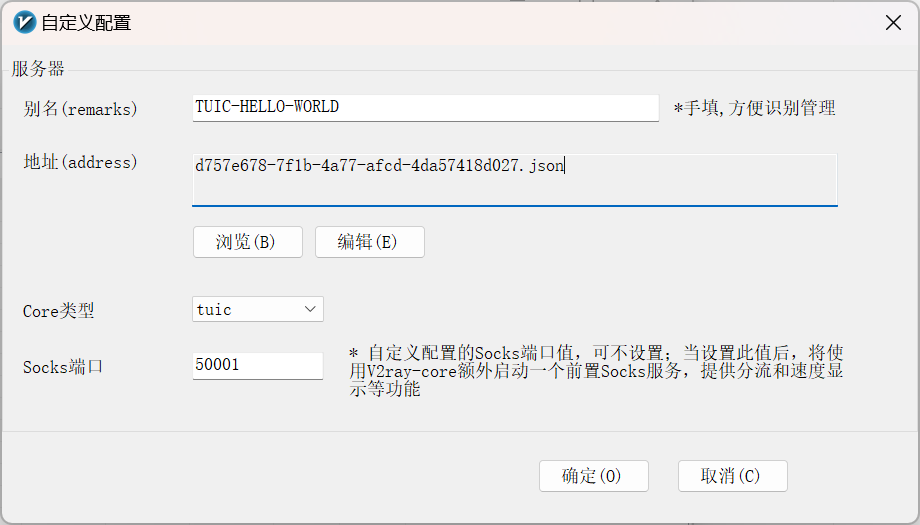 自定义配置
服务器
别名(remarks)
TUIC-HELLO-WORLD
*手填,方便识别管理
地址(address)
d757e678-7f1b-4a77-afcd-4da57418d027.json
浏览(B)
编辑(E)
Core类型
tuic
Socks端口
50001
* 自定义配置的Socks端口值，可不设置；当设置此值后，将使
用V2ray-core额外启动一个前置Socks服务，提供分流和速度显
示等功能
确定(O)
取消(C)